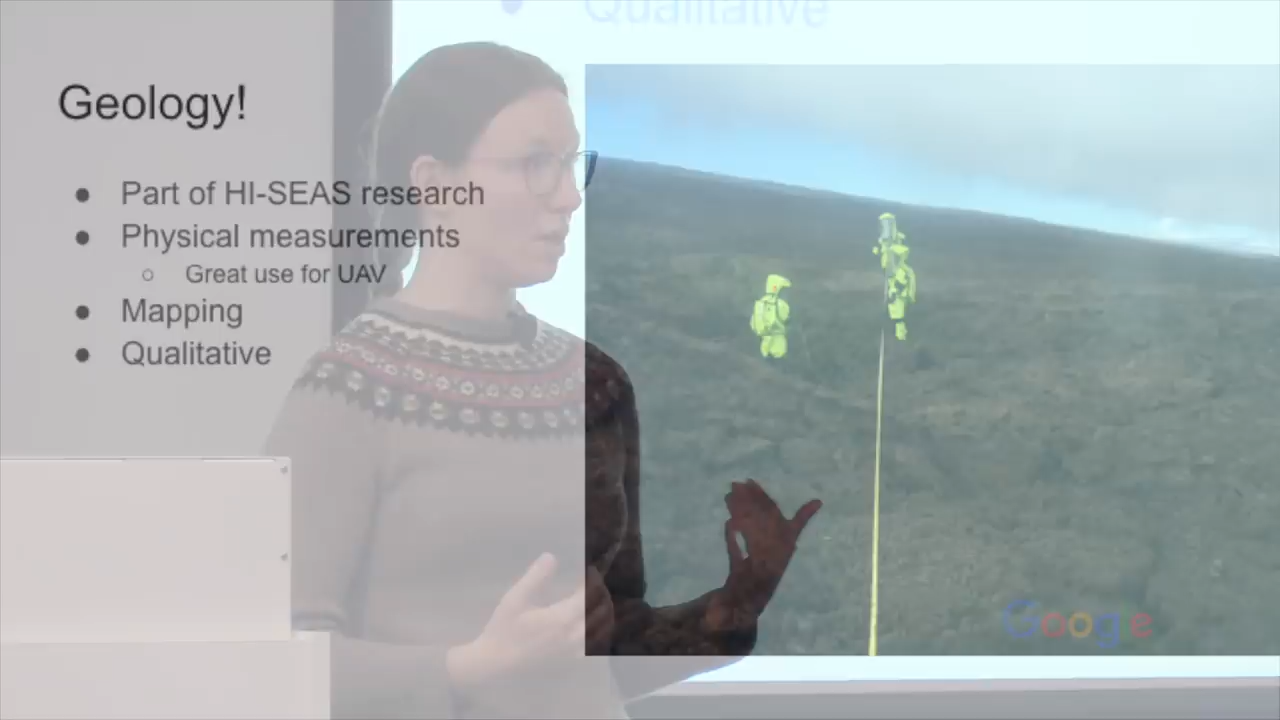 Qualitative
Geology!
● Part of HI-SEAS research
● Physical measurements
○ Great use for UAV
● Mapping
● Qualitative
Google